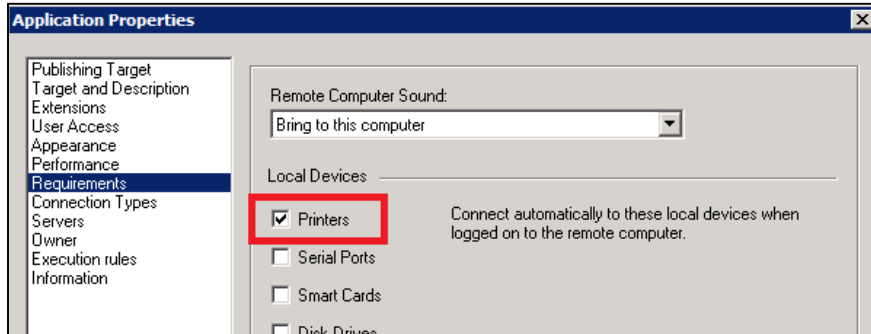 Application Properties
Publishing Target
Target and Description
Extensions
User Access
Appearance
Performance
Requirements
Connection Types
Servers
Owner
Execution rules
Information
Remote Computer Sound:
Bring to this computer
Local Devices
Printers
Connect automatically to these local devices when
logged on to the remote computer.
Serial Ports
Smart Cards
Disk Drives